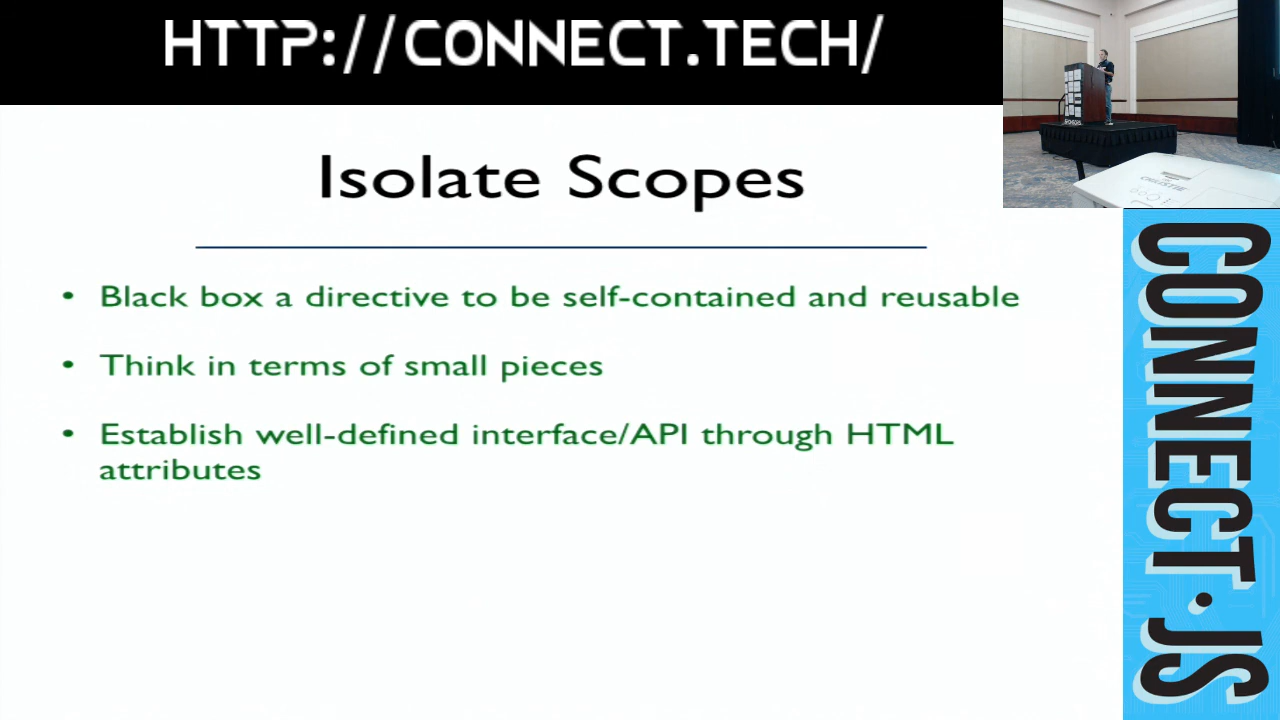 HTTP://CONNECT.TECH/
Isolate Scopes
• Black box a directive to be self-contained and reusable
• Think in terms of small pieces
• Establish well-defined interface/API through HTML
attributes
CHRISTIE
CONNECT.JS